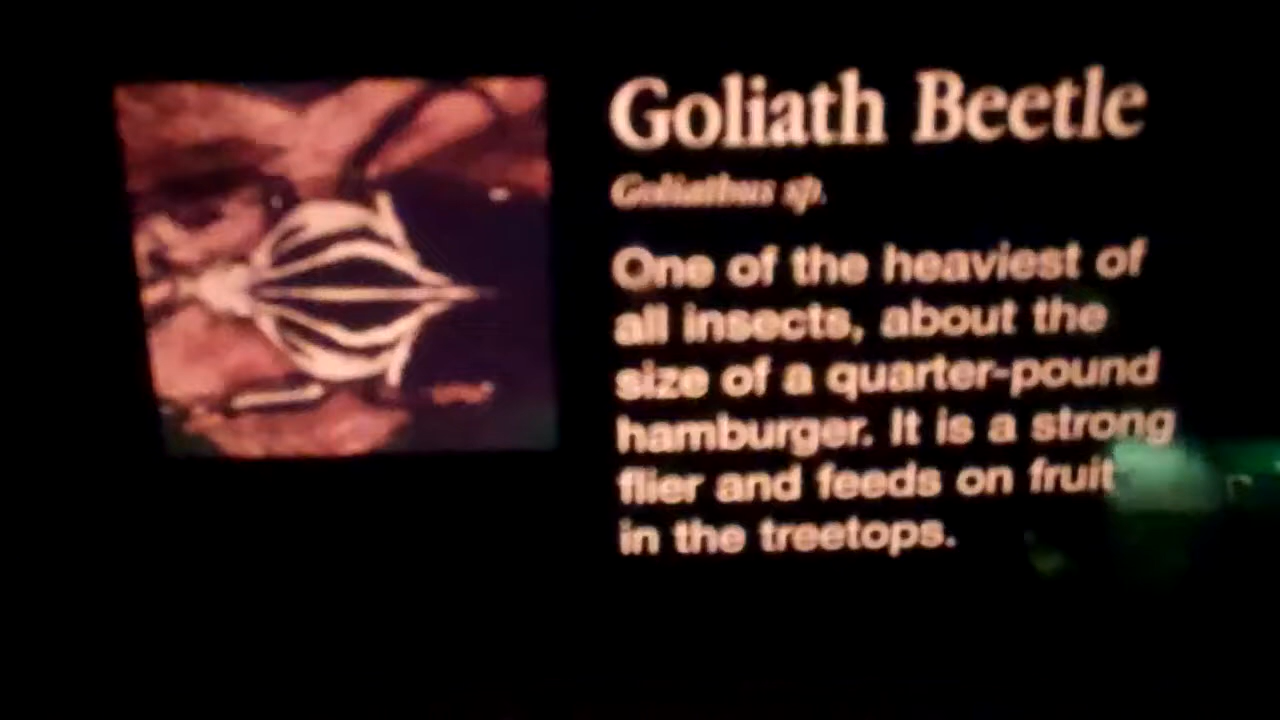 Goliath Beetle
Goliathus sp.
One of the heaviest of
all insects, about the
size of a quarter-pound
hamburger. It is a strong
flier and feeds on fruit
in the treetops.